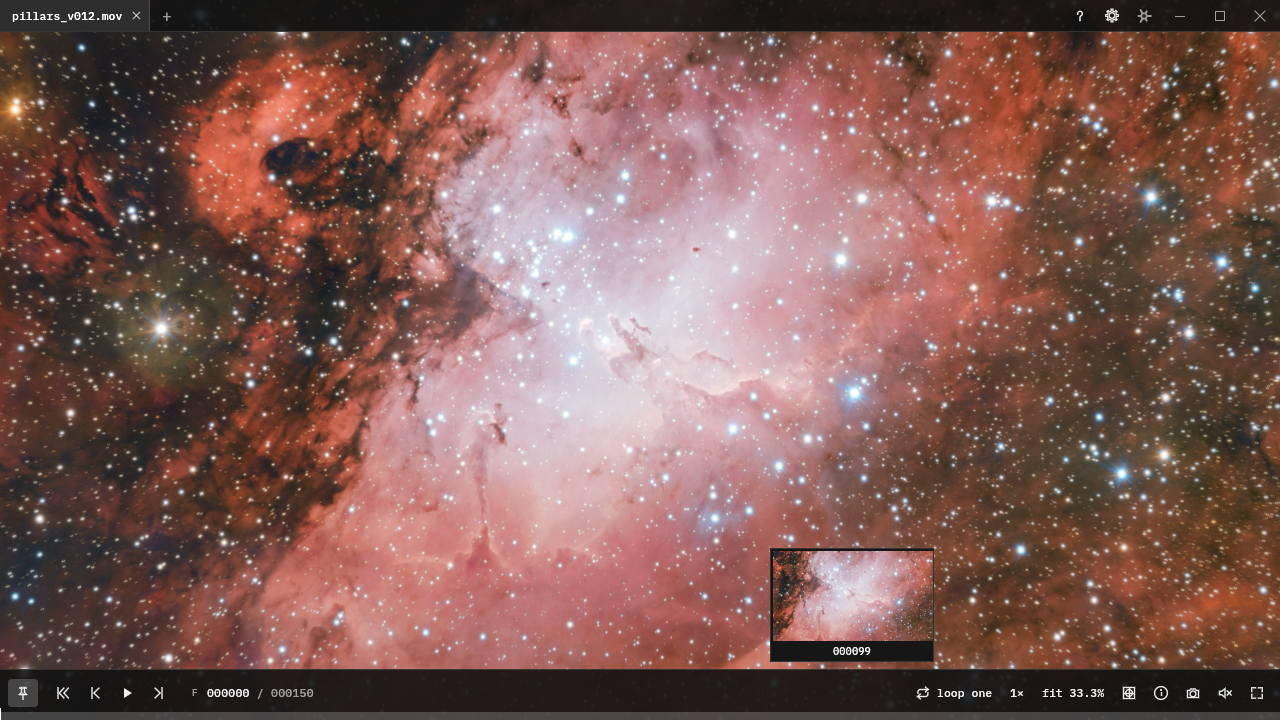 pillars_v012.mov
?
000099
F 000000 / 000150
loop one
1×
fit 33.3%